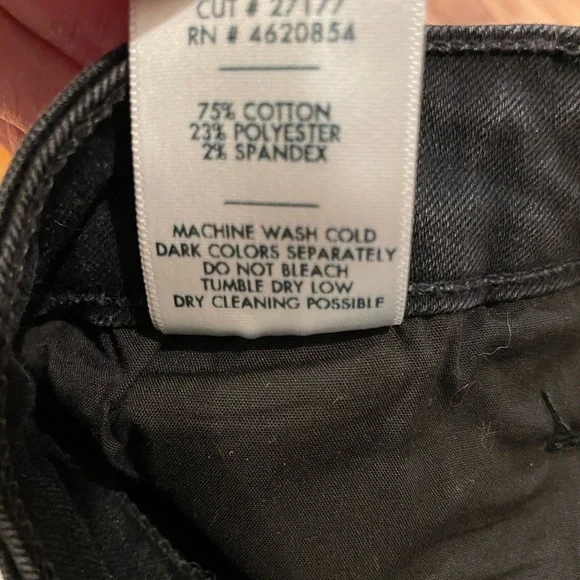 CUT # 27177
RN # 4620854
75% COTTON
23% POLYESTER
2% SPANDEX
MACHINE WASH COLD
DARK COLORS SEPARATELY
DO NOT BLEACH
TUMBLE DRY LOW
DRY CLEANING POSSIBLE